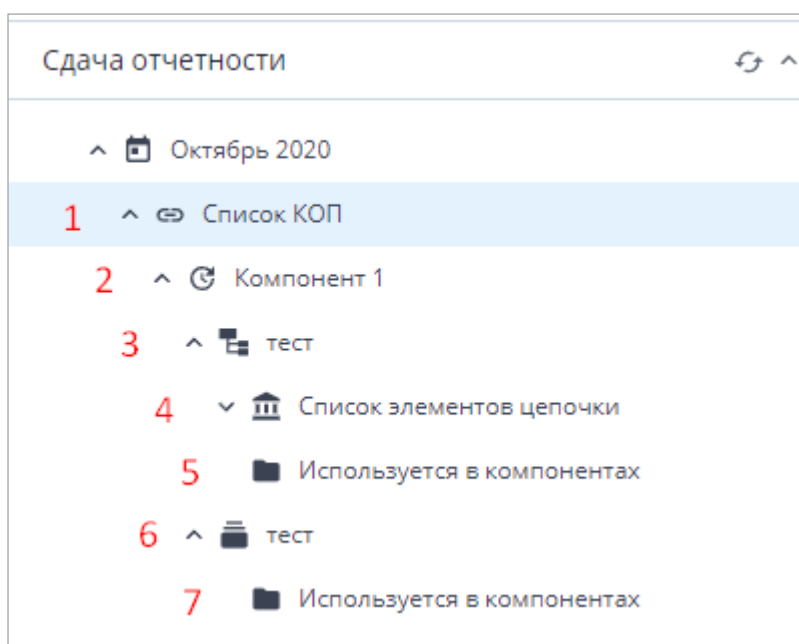 Сдача отчетности
Октябрь 2020
1 Список КОП
2 Компонент 1
3 тест
4 Список элементов цепочки
5 Используется в компонентах
6 тест
7 Используется в компонентах